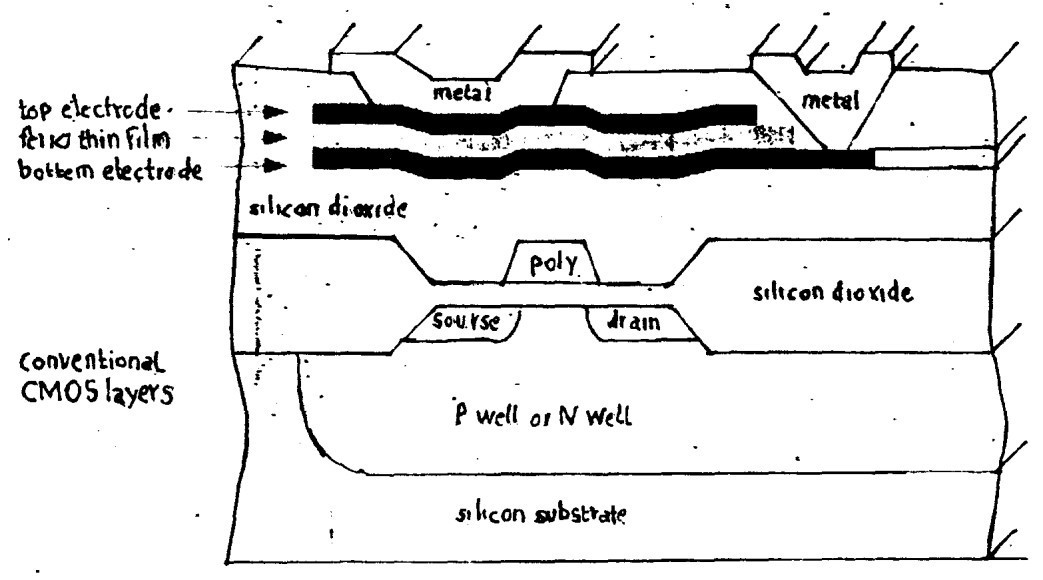 metal
metal
top electrode
thin film
bottom electrode
silicon dioxide
poly
silicon dioxide
sourse
drain
conventional
CMOS layers
P well or N well
silicon substrate